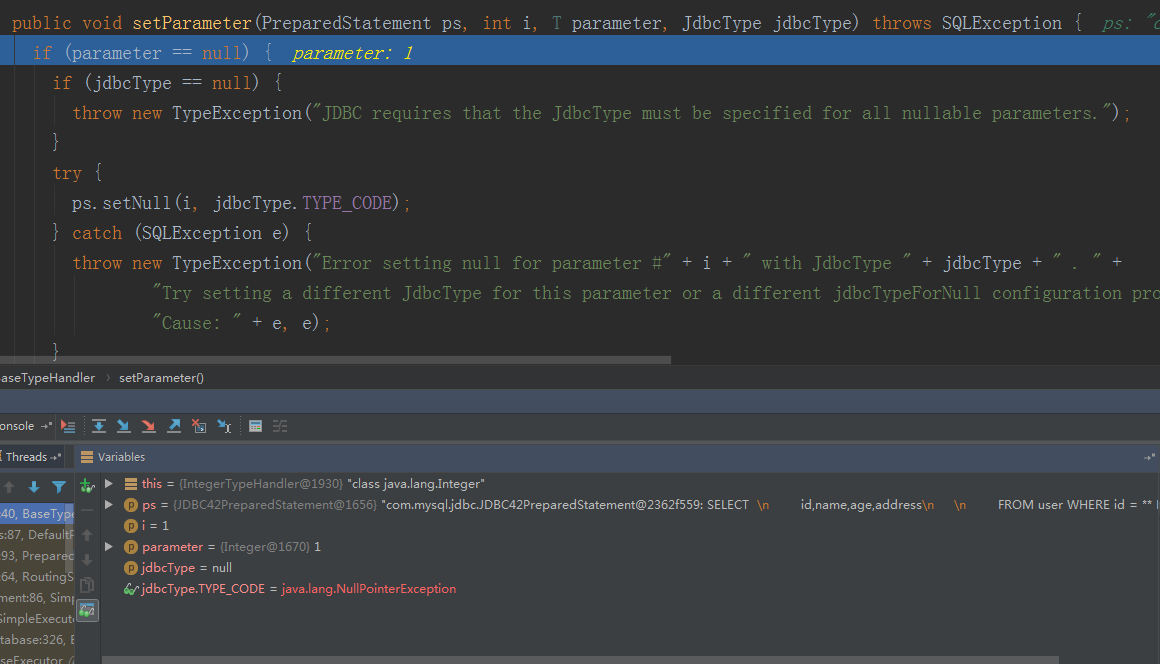 public void setParameter(PreparedStatement ps, int i, T parameter, JdbcType jdbcType) throws SQLException {  ps: "c
if (parameter == null) {  parameter: 1
if (jdbcType == null) {
throw new TypeException("JDBC requires that the JdbcType must be specified for all nullable parameters.");
}
try {
ps.setNull(i, jdbcType.TYPE_CODE);
} catch (SQLException e) {
throw new TypeException("Error setting null for parameter #" + i + " with JdbcType " + jdbcType + " . " +
"Try setting a different JdbcType for this parameter or a different jdbcTypeForNull configuration pro
"Cause: " + e, e);
}
aseTypeHandler › setParameter()
onsole
Threads
Variables
this = {IntegerTypeHandler@1930} "class java.lang.Integer"
ps = {JDBC42PreparedStatement@1656} "com.mysql.jdbc.JDBC42PreparedStatement@2362f559: SELECT \n id,name,age,address\n \n FROM user WHERE id = **
:40, BaseType
i = 1
s:87, DefaultP
parameter = {Integer@1670} 1
:93, Prepared
jdbcType = null
:64, RoutingS
jdbcType.TYPE_CODE = java.lang.NullPointerException
ment:86, Simp
SimpleExecuto
tabase:326, B
seExecutor